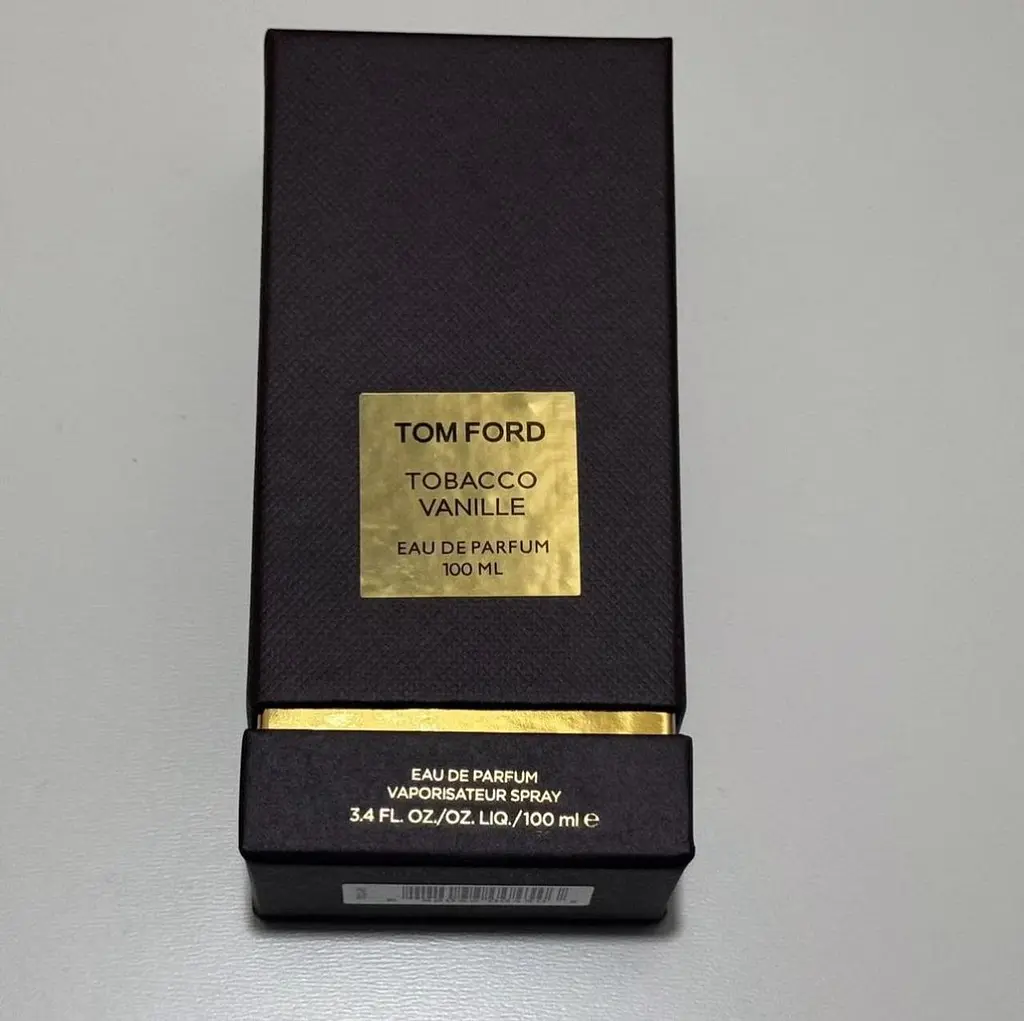 TOM FORD
TOBACCO
VANILLE
EAU DE PARFUM
100 ML
EAU DE PARFUM
VAPORISATEUR SPRAY
3.4 FL. OZ./OZ. LIQ./100 ml ℮